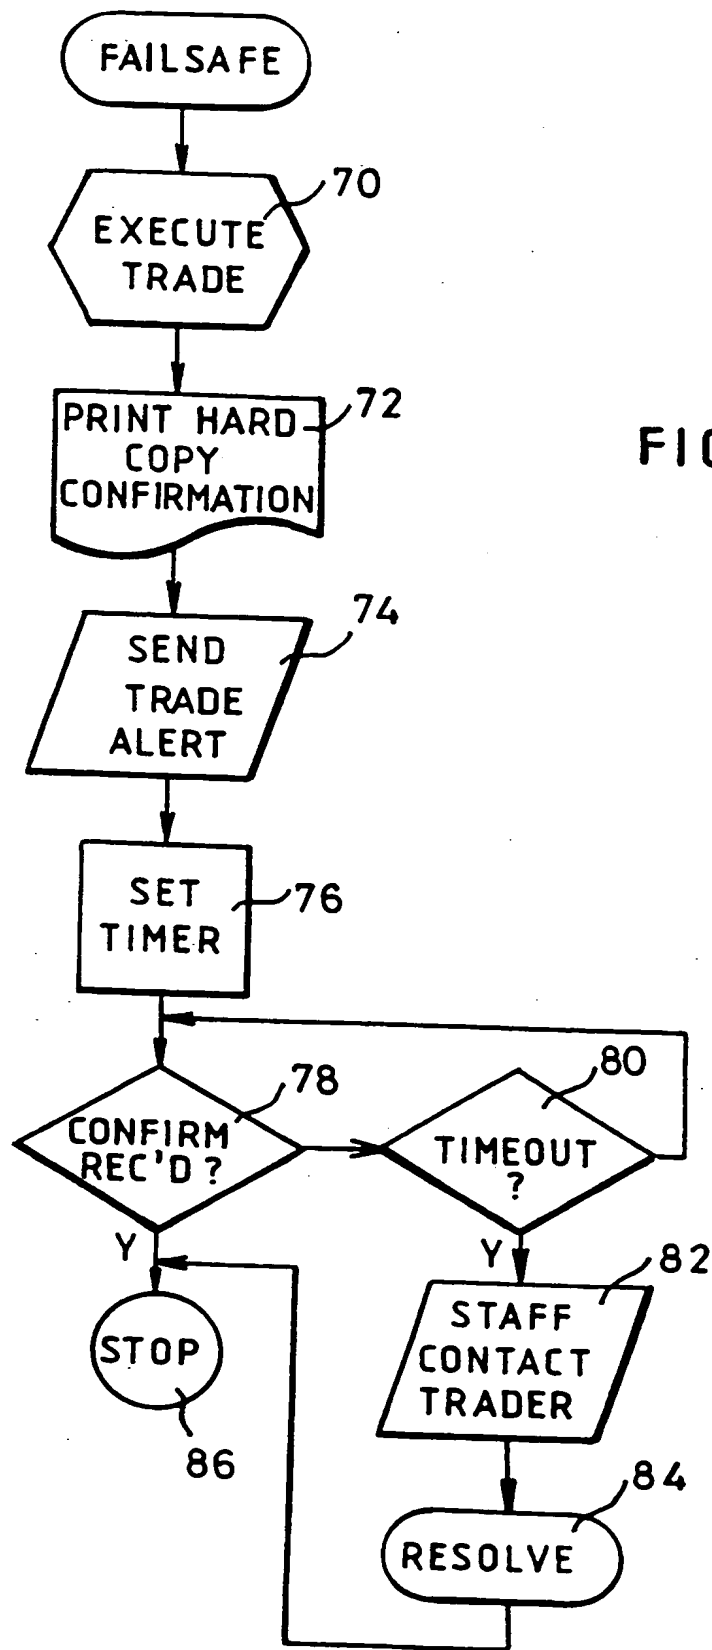 FAILSAFE
70
EXECUTE
TRADE
72
PRINT HARD
COPY
CONFIRMATION
FIG
74
SEND
TRADE
ALERT
SET
TIMER
76
78
CONFIRM
REC'D ?
80
TIMEOUT
?
Y
Y
82
STAFF
CONTACT
TRADER
STOP
86
84
RESOLVE